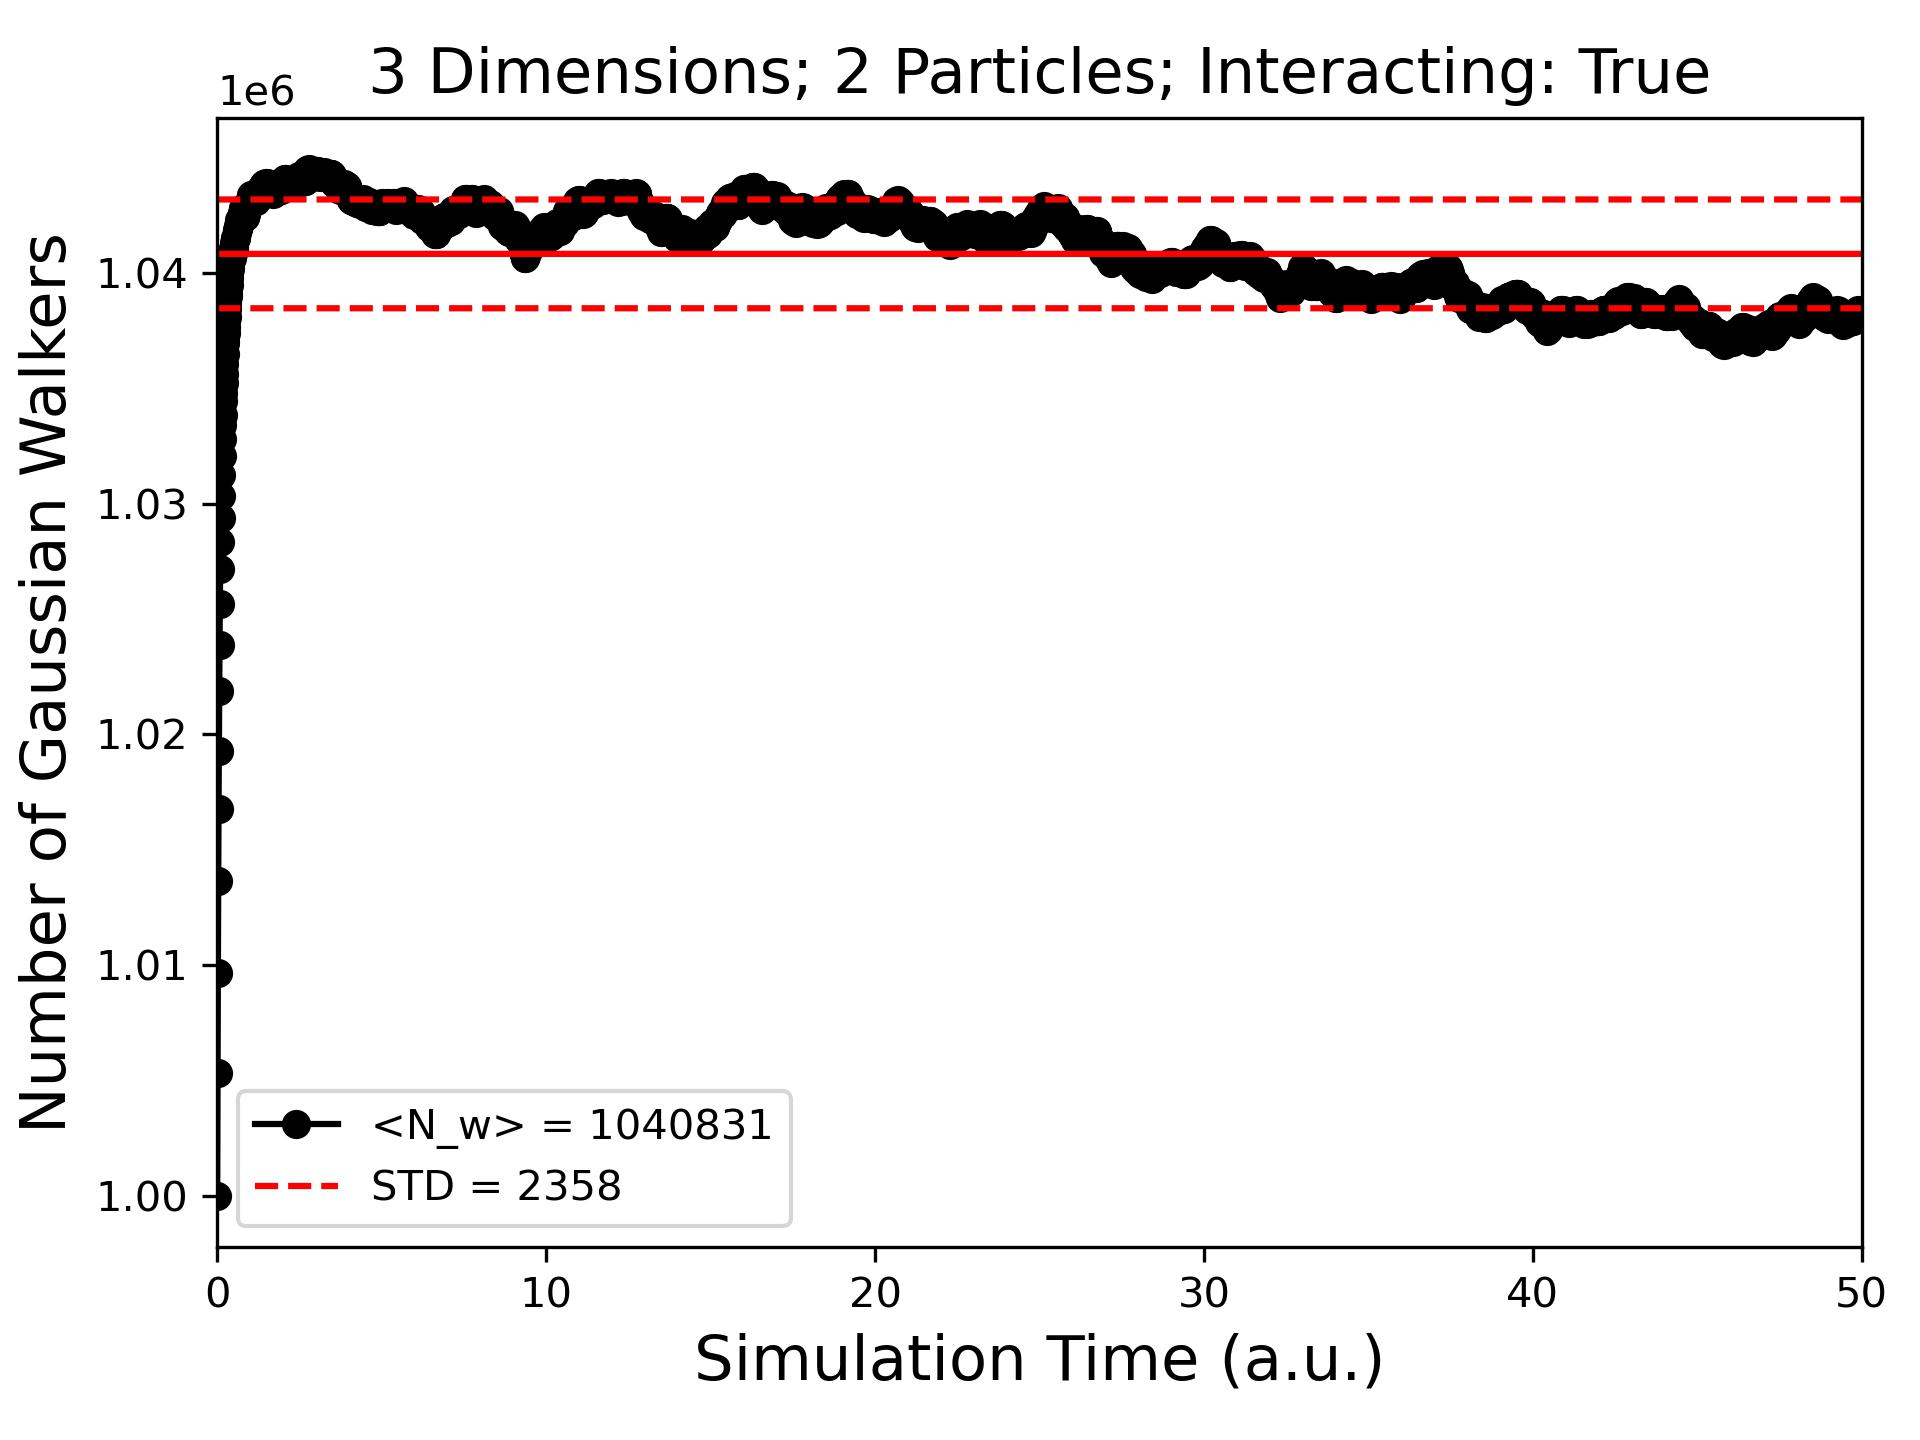 3 Dimensions; 2 Particles; Interacting: True
1e6
Number of Gaussian Walkers
1.04
1.03
1.02
1.01
1.00
<N_w> = 1040831
STD = 2358
0 10 20 30 40 50
Simulation Time (a.u.)